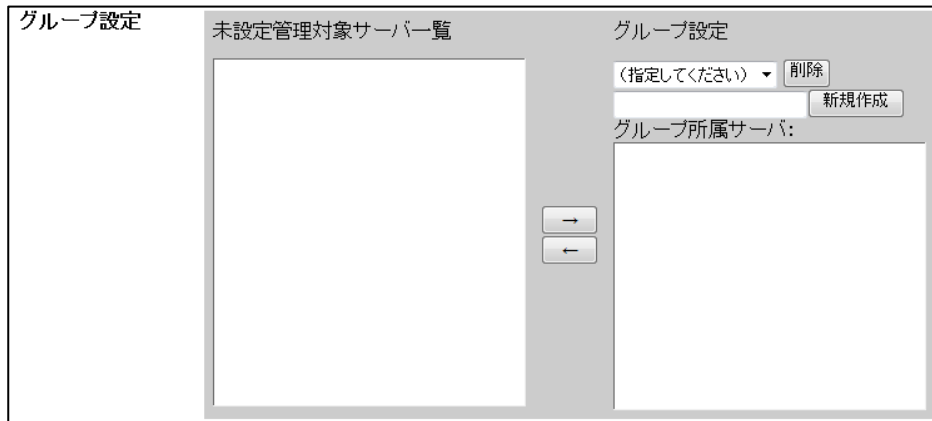 グループ設定
未設定管理対象サーバ一覧
グループ設定
(指定してください)
削除
新規作成
グループ所属サーバ:
→
←